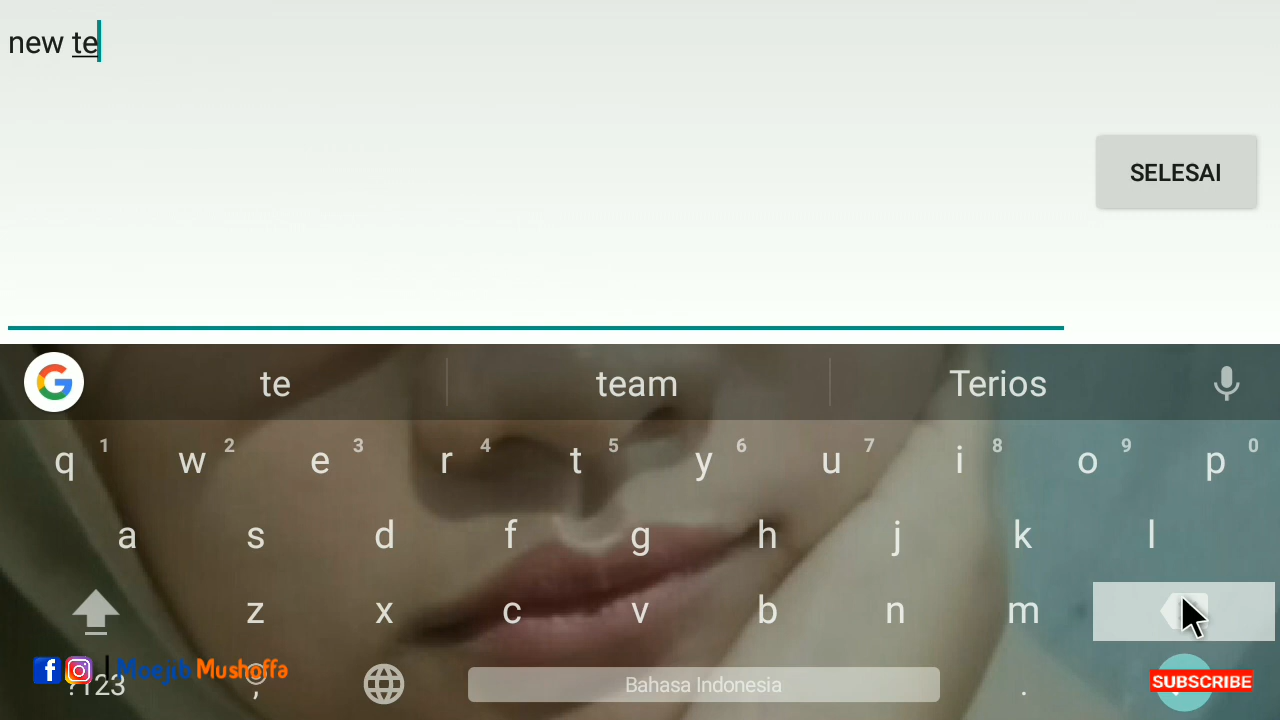 new te
SELESAI
te team Terios
q 1 w 2 e 3 r 4 t 5 y 6 u 7 i 8 o 9 p 0
a s d f g h j k l
z x c v b n m
?123 , Bahasa Indonesia .
Moejib Mushoffa
SUBSCRIBE